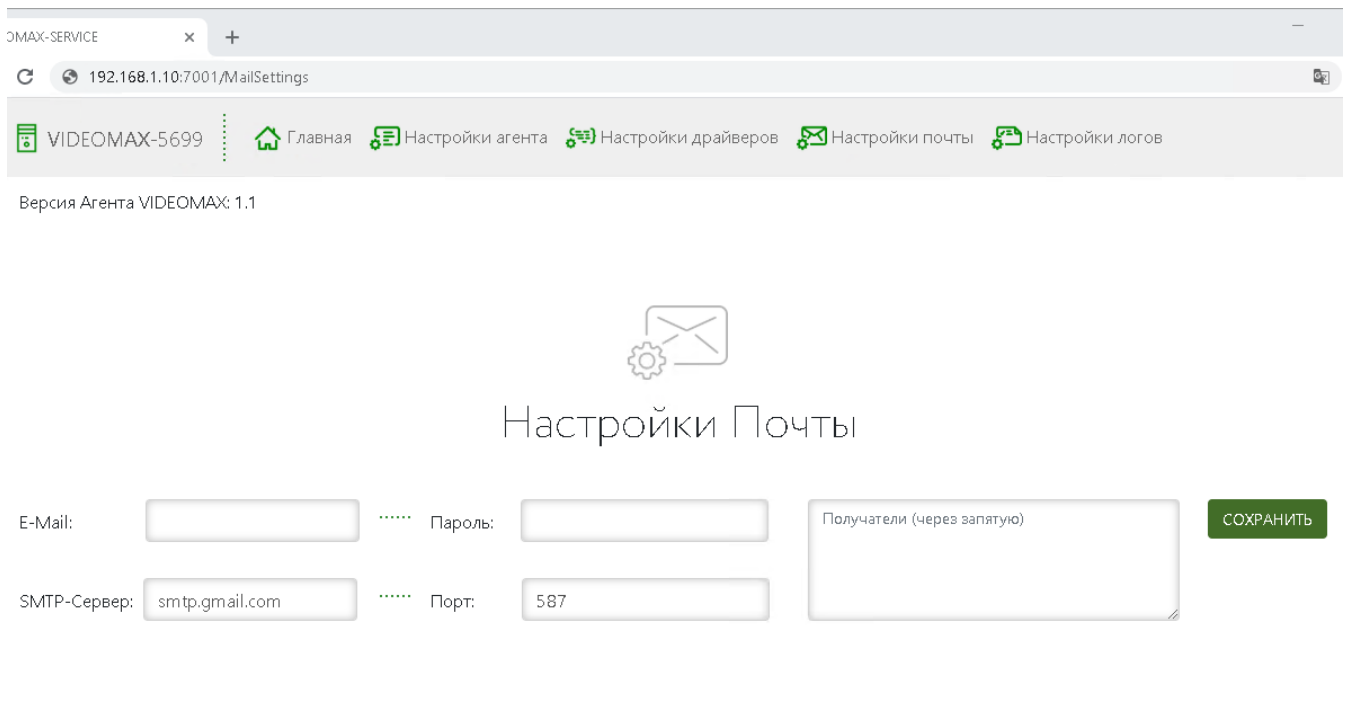 OMAX-SERVICE
192.168.1.10:7001/MailSettings
VIDEOMAX-5699 Главная Настройки агента Настройки драйверов Настройки почты Настройки логов
Версия Агента VIDEOMAX: 1.1
Настройки Почты
E-Mail: Пароль: Получатели (через запятую) СОХРАНИТЬ
SMTP-Сервер: smtp.gmail.com Порт: 587